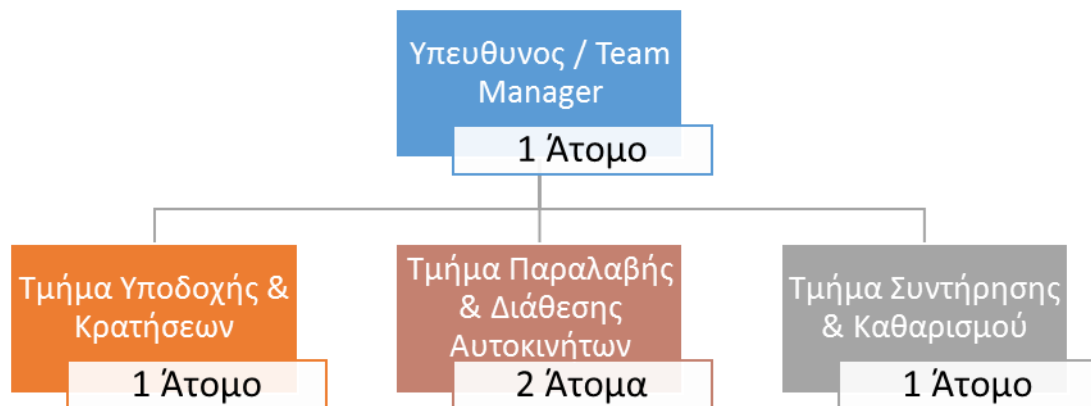 Υπευθυνος / Team
Manager
1 Άτομο
Τμήμα Υποδοχής &
Κρατήσεων
1 Άτομο
Τμήμα Παραλαβής
& Διάθεσης
Αυτοκινήτων
2 Άτομα
Τμήμα Συντήρησης
& Καθαρισμού
1 Άτομο